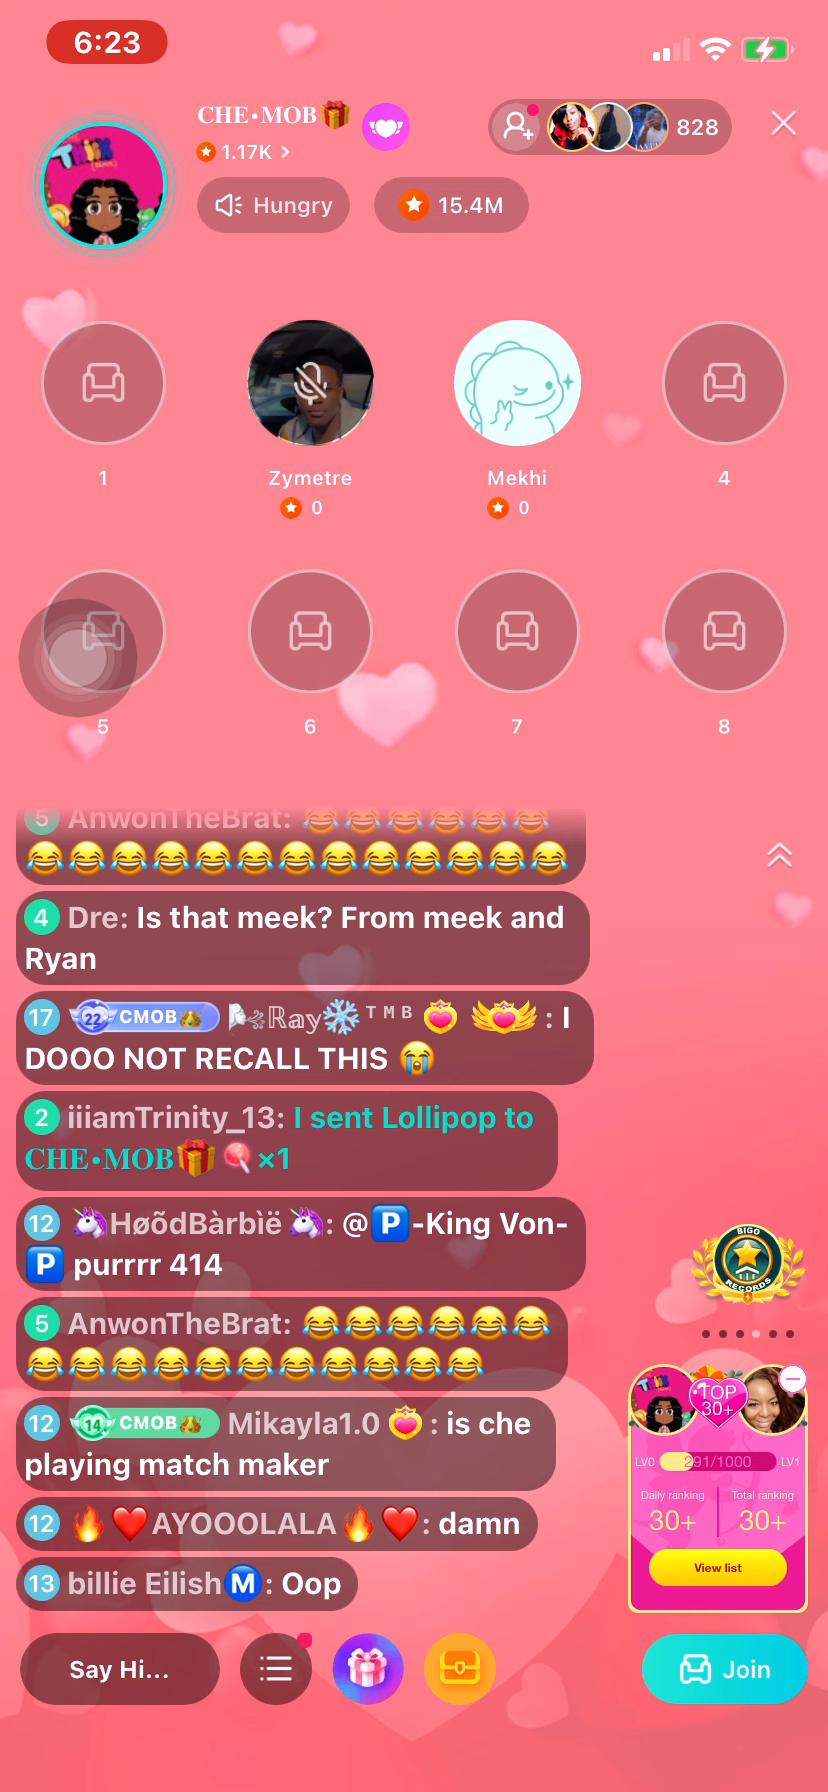 6:23
CHE•MOB🎁
828
1.17K >
Hungry
15.4M
1
Zymetre
0
Mekhi
0
4
5
6
7
8
5 AnwonTheBrat: 😂😂😂😂😂😂
😂😂😂😂😂😂😂😂😂😂😂😂😂
4 Dre: Is that meek? From meek and
Ryan
17 22 CMOB 🌬ℝ𝕒𝕪❄️ᵀᴹᴮ : I
DOOO NOT RECALL THIS 😭
2 iiiamTrinity_13: I sent Lollipop to
CHE•MOB🎁🍭×1
12 🦄HøõdBàrbìë🦄: @🅿️-King Von-
🅿️ purrrr 414
5 AnwonTheBrat: 😂😂😂😂😂😂
😂😂😂😂😂😂😂😂😂😂😂
12 14 CMOB Mikayla1.0 : is che
playing match maker
12 🔥❤️AYOOOLALA🔥❤️: damn
13 billie EilishⓂ️: Oop
BIGO
RECORDS
THIX
TOP
30+
LV0 291/1000 LV1
Daily ranking Total ranking
30+ 30+
View list
Say Hi...
Join